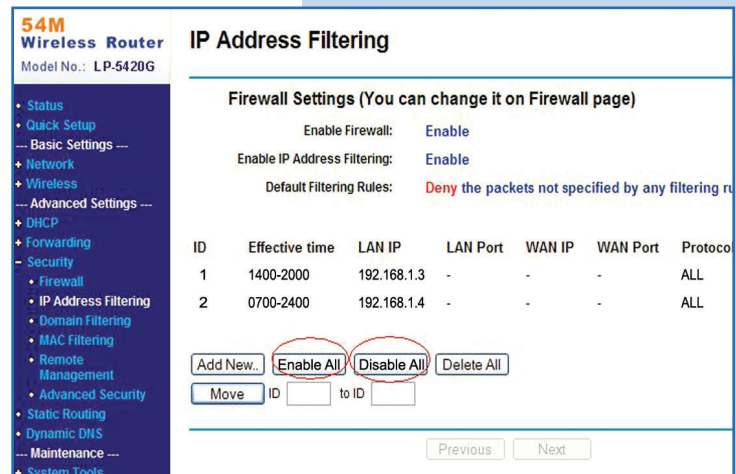 54M
Wireless Router
Model No.: LP-5420G
• Status
• Quick Setup
--- Basic Settings ---
+ Network
+ Wireless
--- Advanced Settings ---
+ DHCP
+ Forwarding
- Security
• Firewall
• IP Address Filtering
• Domain Filtering
• MAC Filtering
• Remote
Management
• Advanced Security
• Static Routing
• Dynamic DNS
--- Maintenance ---
+ System Tools
IP Address Filtering
Firewall Settings (You can change it on Firewall page)
Enable Firewall: Enable
Enable IP Address Filtering: Enable
Default Filtering Rules: Deny the packets not specified by any filtering
ID Effective time LAN IP LAN Port WAN IP WAN Port Protocol
1 1400-2000 192.168.1.3 - - - ALL
2 0700-2400 192.168.1.4 - - - ALL
Add New.. Enable All Disable All Delete All
Move ID to ID
Previous Next